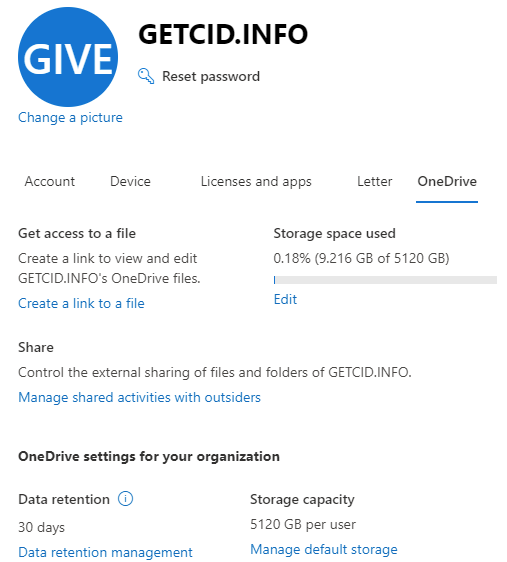 GIVE
GETCID.INFO
Reset password
Change a picture
Account Device Licenses and apps Letter OneDrive
Get access to a file
Create a link to view and edit
GETCID.INFO's OneDrive files.
Create a link to a file
Storage space used
0.18% (9.216 GB of 5120 GB)
Edit
Share
Control the external sharing of files and folders of GETCID.INFO.
Manage shared activities with outsiders
OneDrive settings for your organization
Data retention
30 days
Data retention management
Storage capacity
5120 GB per user
Manage default storage